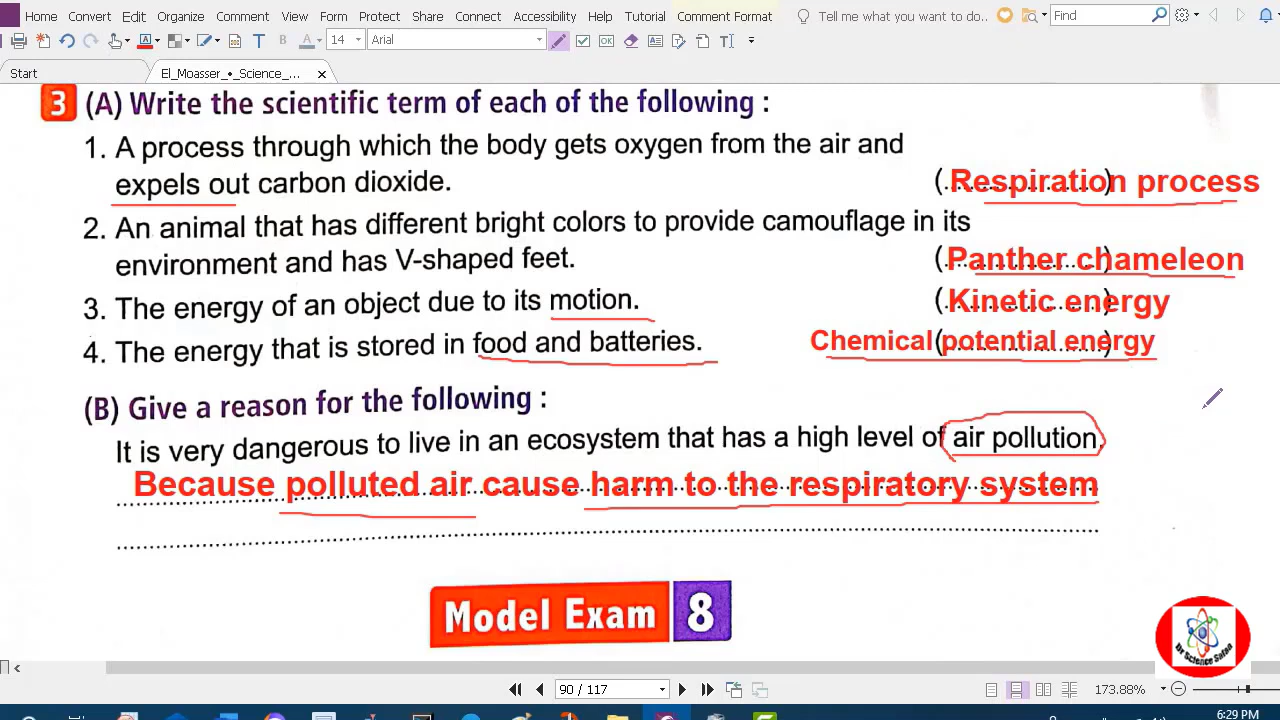 Home Convert Edit Organize Comment View Form Protect Share Connect Accessibility Help Tutorial Comment Format Tell me what you want to do.. Find
14 Arial
Start El_Moasser_•_Science_...
3 (A) Write the scientific term of each of the following :
1. A process through which the body gets oxygen from the air and
expels out carbon dioxide. (Respiration process)
2. An animal that has different bright colors to provide camouflage in its
environment and has V-shaped feet. (Panther chameleon)
3. The energy of an object due to its motion. (Kinetic energy)
4. The energy that is stored in food and batteries. Chemical (potential energy)
(B) Give a reason for the following :
It is very dangerous to live in an ecosystem that has a high level of air pollution.
Because polluted air cause harm to the respiratory system
Model Exam 8
Dr Science Safaa
90 / 117 173.88%
6:29 PM